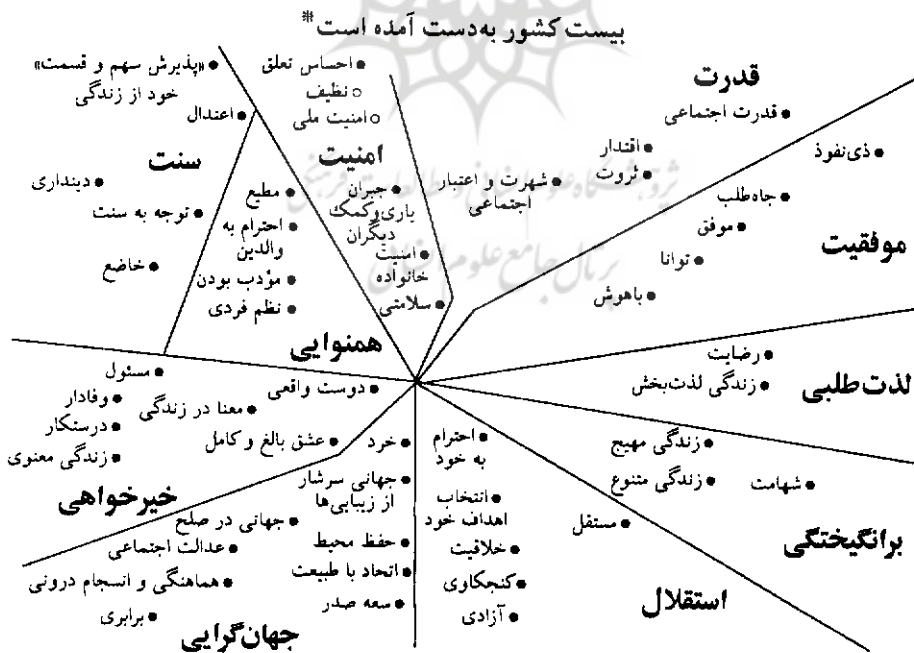 بیست کشور به‌دست آمده است*
قدرت
● قدرت اجتماعی
● اقتدار
● ثروت
● شهرت و اعتبار
اجتماعی
● ذی‌نفوذ
● جاه‌طلب
● موفق
● توانا
● باهوش
موفقیت
● رضایت
● زندگی لذت‌بخش
لذت‌طلبی
● زندگی مهیج
● زندگی متنوع
● شهامت
برانگیختگی
● احترام
به خود
● انتخاب
اهداف خود
● مستقل
● خلاقیت
● کنجکاوی
● آزادی
استقلال
● احساس تعلق
○ نظیف
○ امنیت ملی
امنیت
● جبران
یاری‌وکمک
دیگران
● امنیت
خانواده
● سلامتی
● «پذیرش سهم و قسمت»
خود از زندگی
● اعتدال
سنت
● دینداری
● توجه به سنت
● خاضع
● مطیع
● احترام به
والدین
● مؤدب بودن
● نظم فردی
همنوایی
● مسئول
● دوست واقعی
● وفادار
● معنا در زندگی
● درستکار
● عشق بالغ و کامل
● زندگی معنوی
خیرخواهی
● خرد
● جهانی سرشار
از زیبایی‌ها
● جهانی در صلح
● عدالت اجتماعی
● حفظ محیط
● اتحاد با طبیعت
● هماهنگی و انسجام درونی
● سعه صدر
● برابری
جهان‌گرایی
پرتال جامع علوم انسانی